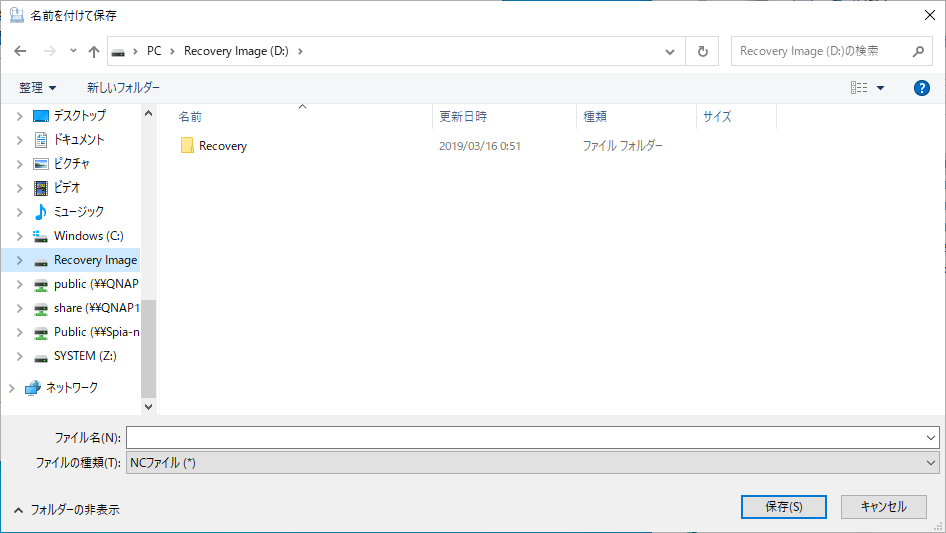 名前を付けて保存
PC
Recovery Image (D:)
Recovery Image (D:)の検索
整理
新しいフォルダー
?
名前
更新日時
種類
サイズ
Recovery
2019/03/16 0:51
ファイル フォルダー
デスクトップ
ドキュメント
ピクチャ
ビデオ
ミュージック
Windows (C:)
Recovery Image
public (¥¥QNAP
share (¥¥QNAP1
Public (¥¥Spia-n
SYSTEM (Z:)
ネットワーク
ファイル名(N):
ファイルの種類(T):
NCファイル (*)
フォルダーの非表示
保存(S)
キャンセル